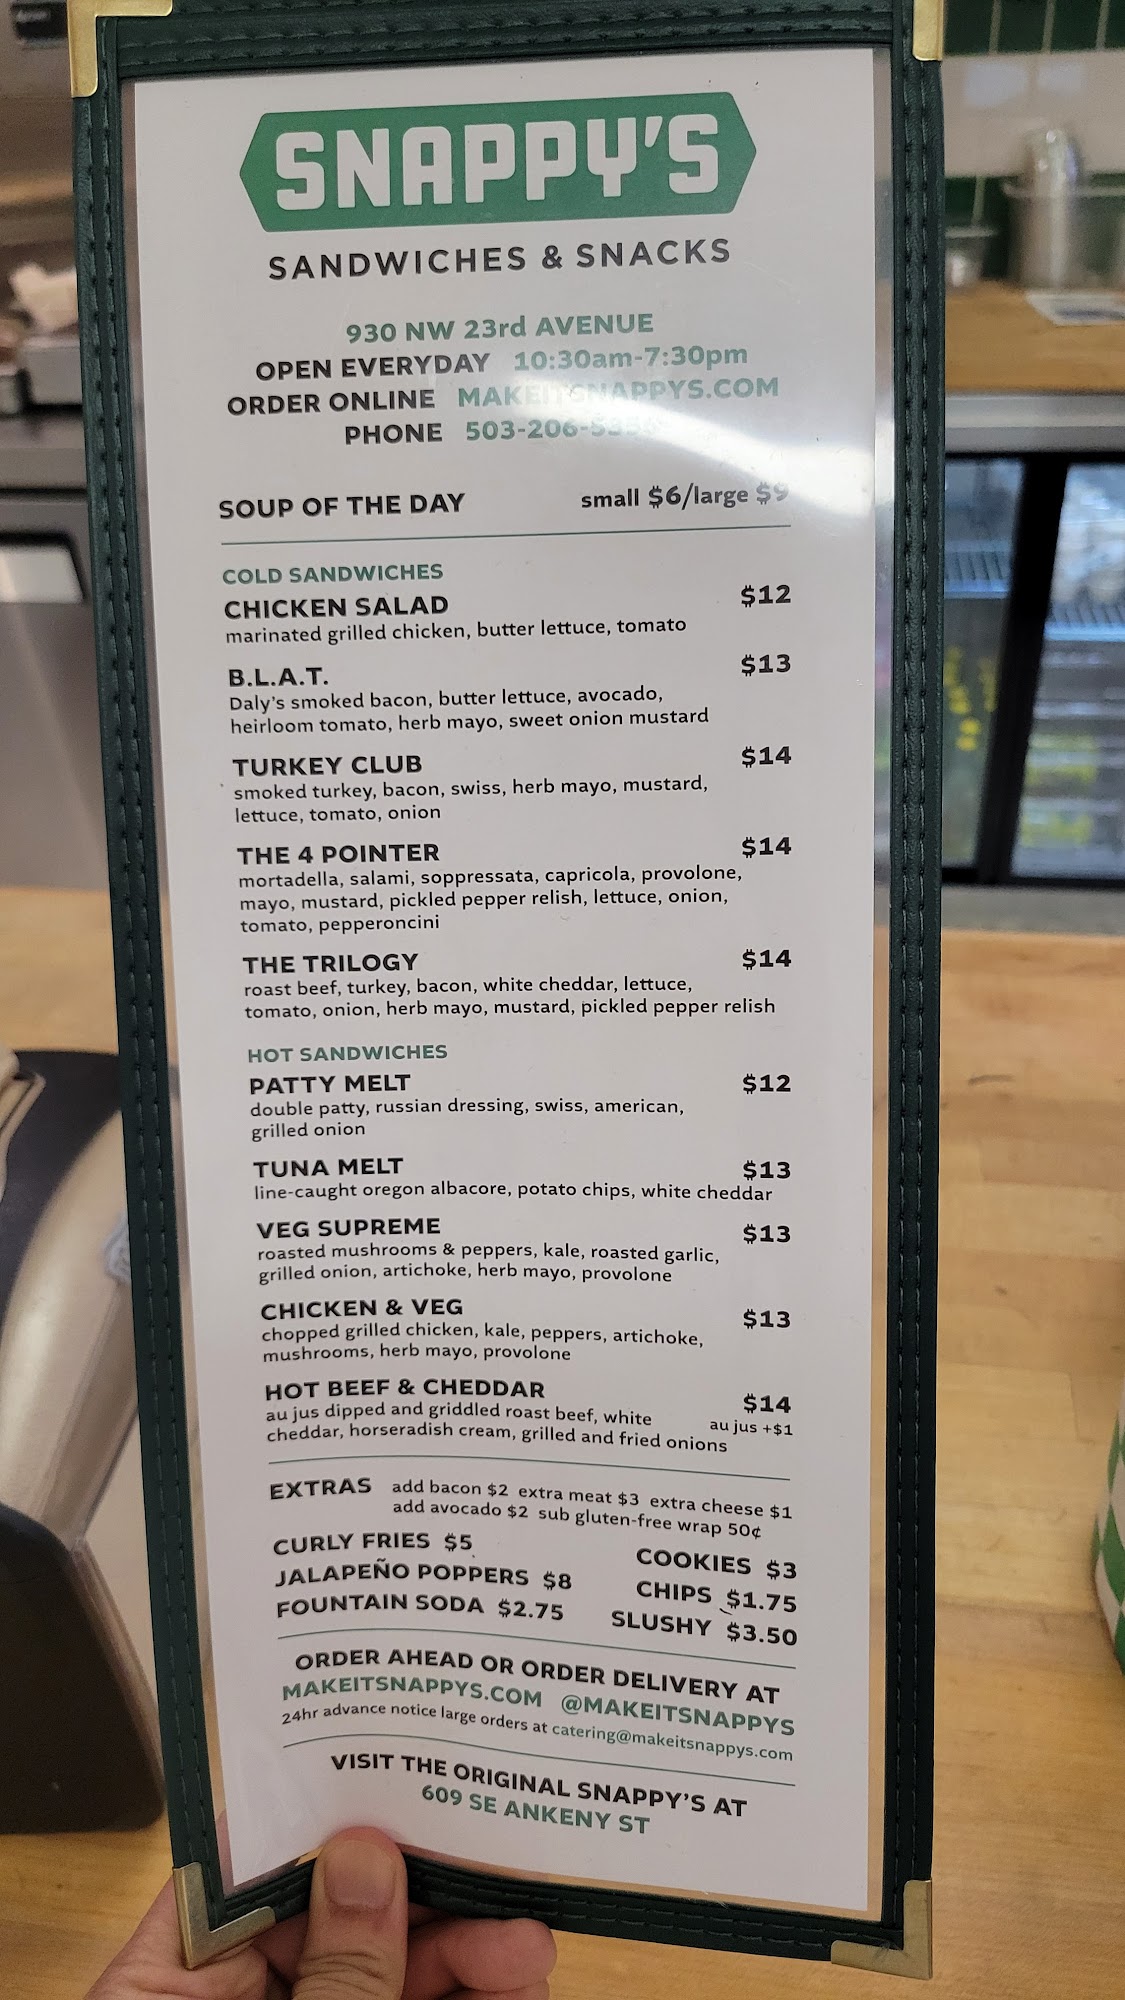 SNAPPY'S
SANDWICHES & SNACKS
930 NW 23rd AVENUE
OPEN EVERYDAY 10:30am-7:30pm
ORDER ONLINE MAKEITSNAPPYS.COM
PHONE 503-206-
SOUP OF THE DAY small $6/large $9
COLD SANDWICHES
CHICKEN SALAD $12
marinated grilled chicken, butter lettuce, tomato
B.L.A.T. $13
Daly's smoked bacon, butter lettuce, avocado,
heirloom tomato, herb mayo, sweet onion mustard
TURKEY CLUB $14
smoked turkey, bacon, swiss, herb mayo, mustard,
lettuce, tomato, onion
THE 4 POINTER $14
mortadella, salami, soppressata, capricola, provolone,
mayo, mustard, pickled pepper relish, lettuce, onion,
tomato, pepperoncini
THE TRILOGY $14
roast beef, turkey, bacon, white cheddar, lettuce,
tomato, onion, herb mayo, mustard, pickled pepper relish
HOT SANDWICHES
PATTY MELT $12
double patty, russian dressing, swiss, american,
grilled onion
TUNA MELT $13
line-caught oregon albacore, potato chips, white cheddar
VEG SUPREME $13
roasted mushrooms & peppers, kale, roasted garlic,
grilled onion, artichoke, herb mayo, provolone
CHICKEN & VEG $13
chopped grilled chicken, kale, peppers, artichoke,
mushrooms, herb mayo, provolone
HOT BEEF & CHEDDAR $14
au jus dipped and griddled roast beef, white au jus +$1
cheddar, horseradish cream, grilled and fried onions
EXTRAS add bacon $2 extra meat $3 extra cheese $1
add avocado $2 sub gluten-free wrap 50¢
CURLY FRIES $5 COOKIES $3
JALAPEÑO POPPERS $8 CHIPS $1.75
FOUNTAIN SODA $2.75 SLUSHY $3.50
ORDER AHEAD OR ORDER DELIVERY AT
MAKEITSNAPPYS.COM @MAKEITSNAPPYS
24hr advance notice large orders at catering@makeitsnappys.com
VISIT THE ORIGINAL SNAPPY'S AT
609 SE ANKENY ST